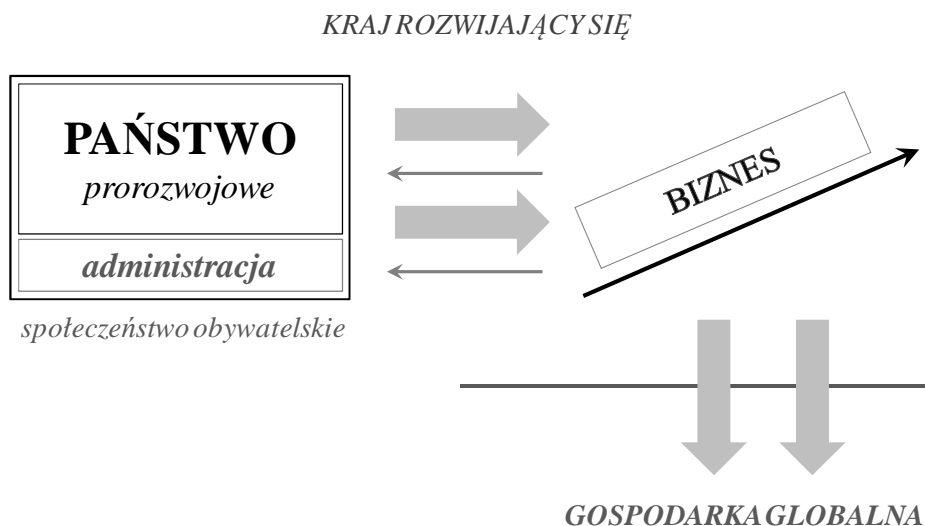 KRAJ ROZWIJAJĄCY SIĘ
PAŃSTWO
prorozwojowe
administracja
społeczeństwo obywatelskie
BIZNES
GOSPODARKA GLOBALNA